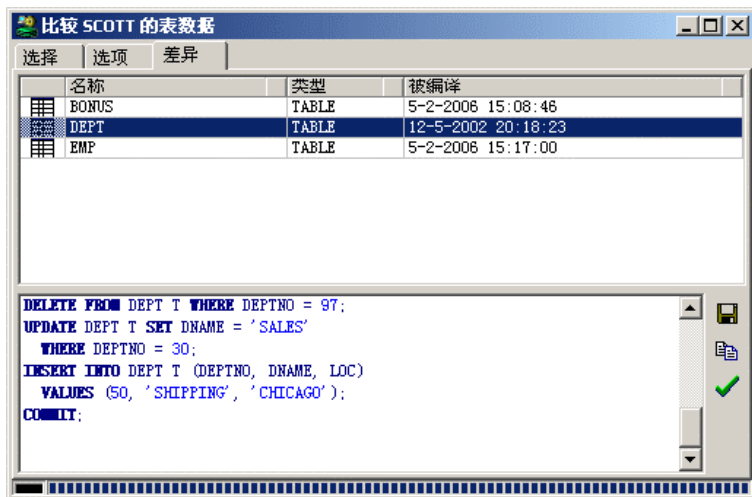 比较 SCOTT 的表数据
选择 选项 差异
名称 类型 被编译
BONUS TABLE 5-2-2006 15:08:46
DEPT TABLE 12-5-2002 20:18:23
EMP TABLE 5-2-2006 15:17:00
DELETE FROM DEPT T WHERE DEPTNO = 97;
UPDATE DEPT T SET DNAME = 'SALES'
WHERE DEPTNO = 30;
INSERT INTO DEPT T (DEPTNO, DNAME, LOC)
VALUES (50, 'SHIPPING', 'CHICAGO');
COMMIT;